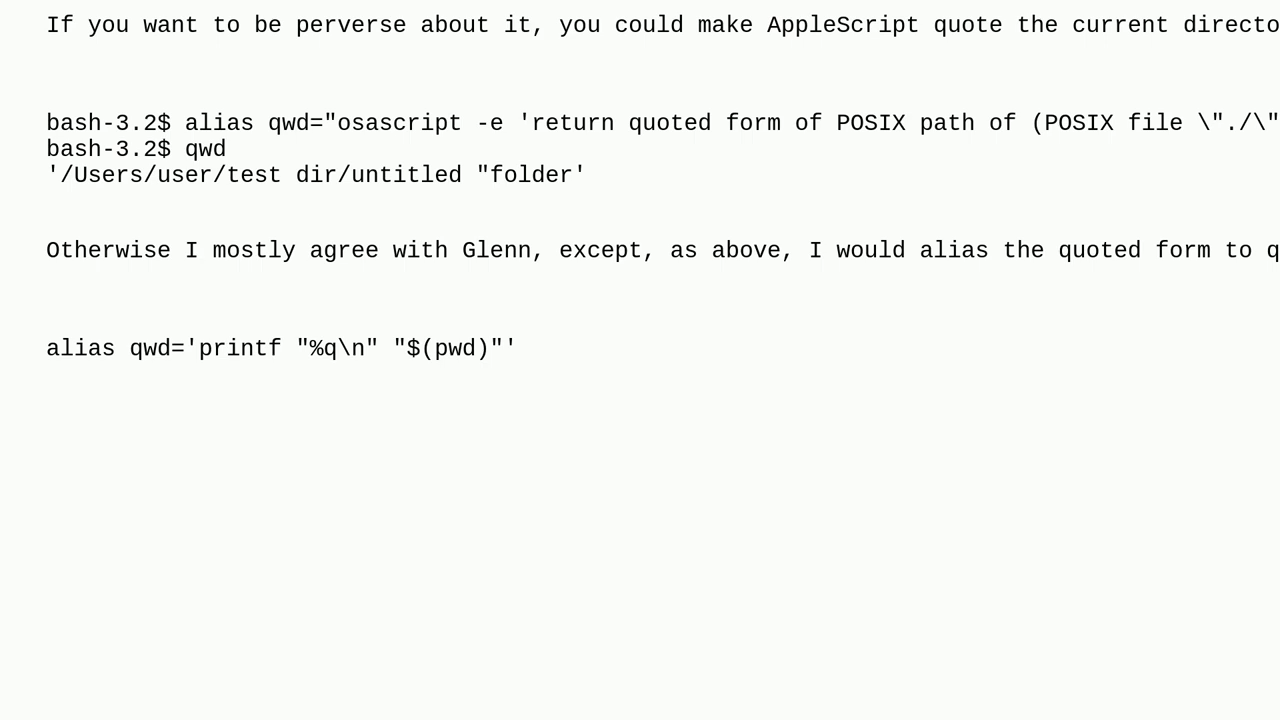 If you want to be perverse about it, you could make AppleScript quote the current directo
bash-3.2$ alias qwd="osascript -e 'return quoted form of POSIX path of (POSIX file \"./\"
bash-3.2$ qwd
'/Users/user/test dir/untitled "folder'
Otherwise I mostly agree with Glenn, except, as above, I would alias the quoted form to q
alias qwd='printf "%q\n" "$(pwd)"'